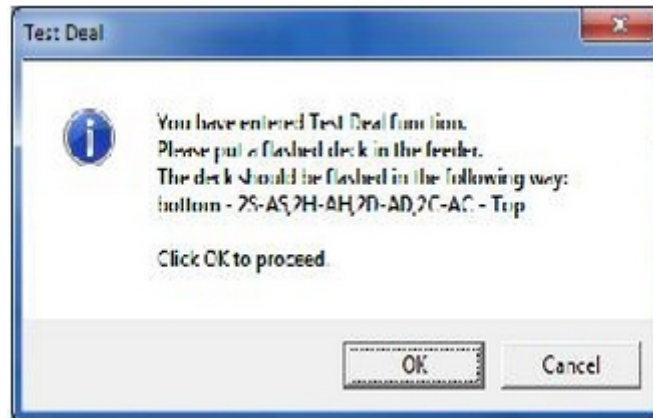 Test Deal
You have entered Test Deal function.
Please put a flashed deck in the feeder.
The deck should be flashed in the following way:
bottom - 2S-AS,2H-AH,2D-AD,2C-AC - Top
Click OK to proceed.
OK
Cancel